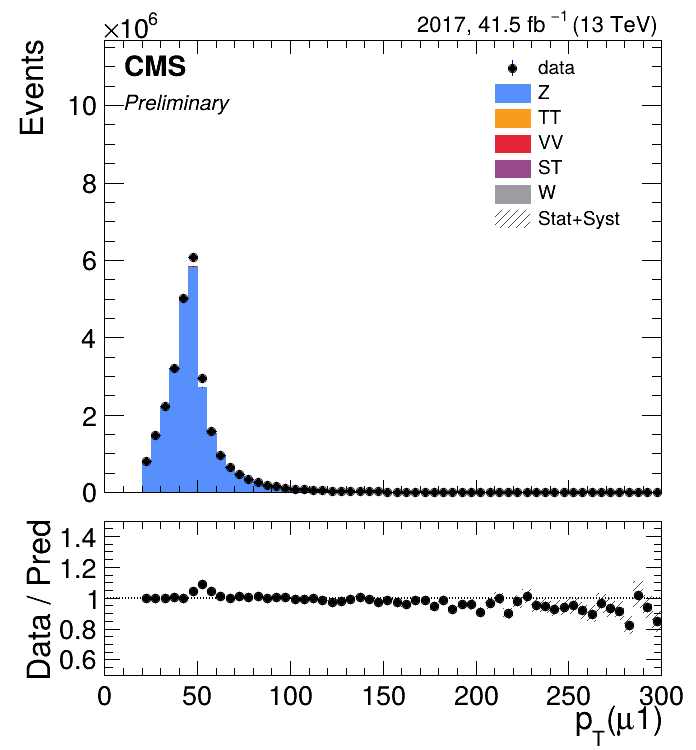 ×10⁶
2017, 41.5 fb⁻¹ (13 TeV)
CMS
Preliminary
Events
data
Z
TT
VV
ST
W
Stat+Syst
10
8
6
4
2
0
Data / Pred
1.4
1.2
1
0.8
0.6
0 50 100 150 200 250 300
p_T(μ1)